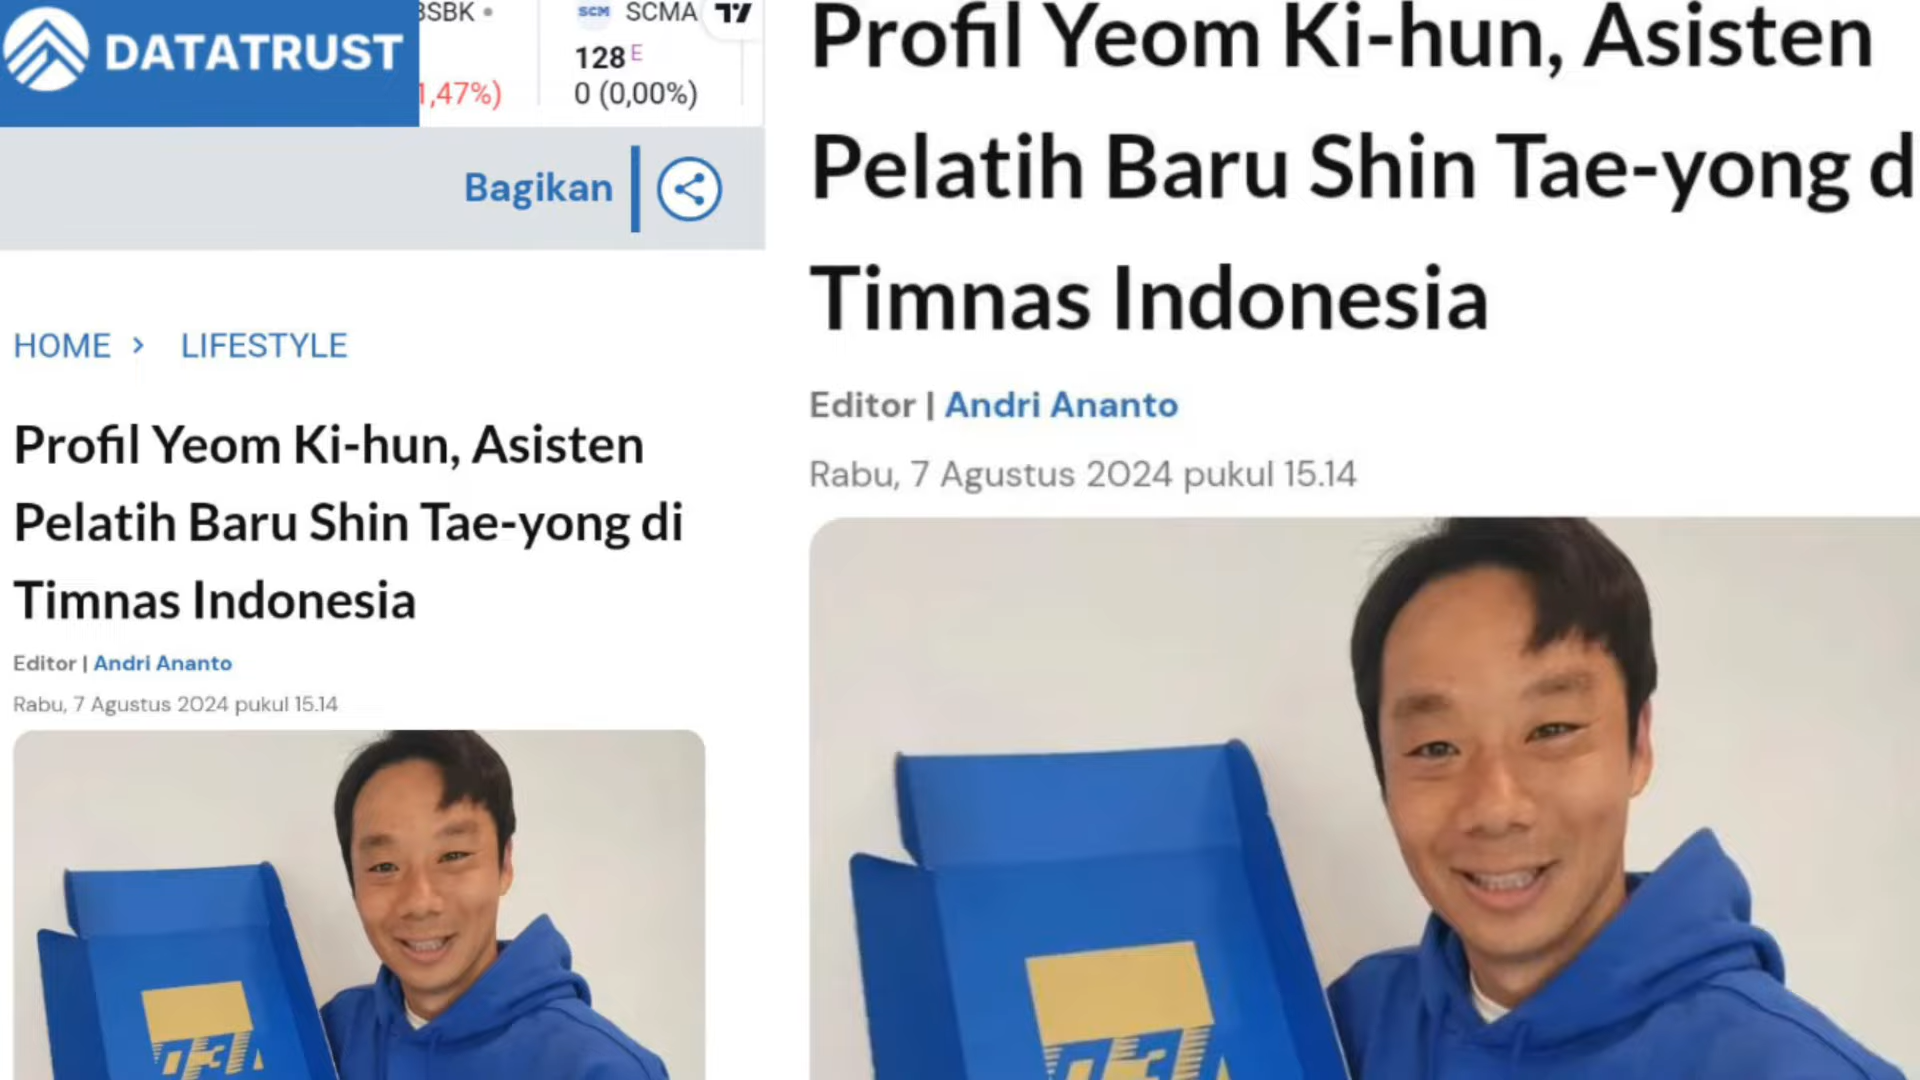 DATATRUST
BSBK
SCM SCMA
128 E
1,47%)
0 (0,00%)
Bagikan
HOME > LIFESTYLE
Profil Yeom Ki-hun, Asisten
Pelatih Baru Shin Tae-yong di
Timnas Indonesia
Editor | Andri Ananto
Rabu, 7 Agustus 2024 pukul 15.14
Profil Yeom Ki-hun, Asisten
Pelatih Baru Shin Tae-yong d
Timnas Indonesia
Editor | Andri Ananto
Rabu, 7 Agustus 2024 pukul 15.14